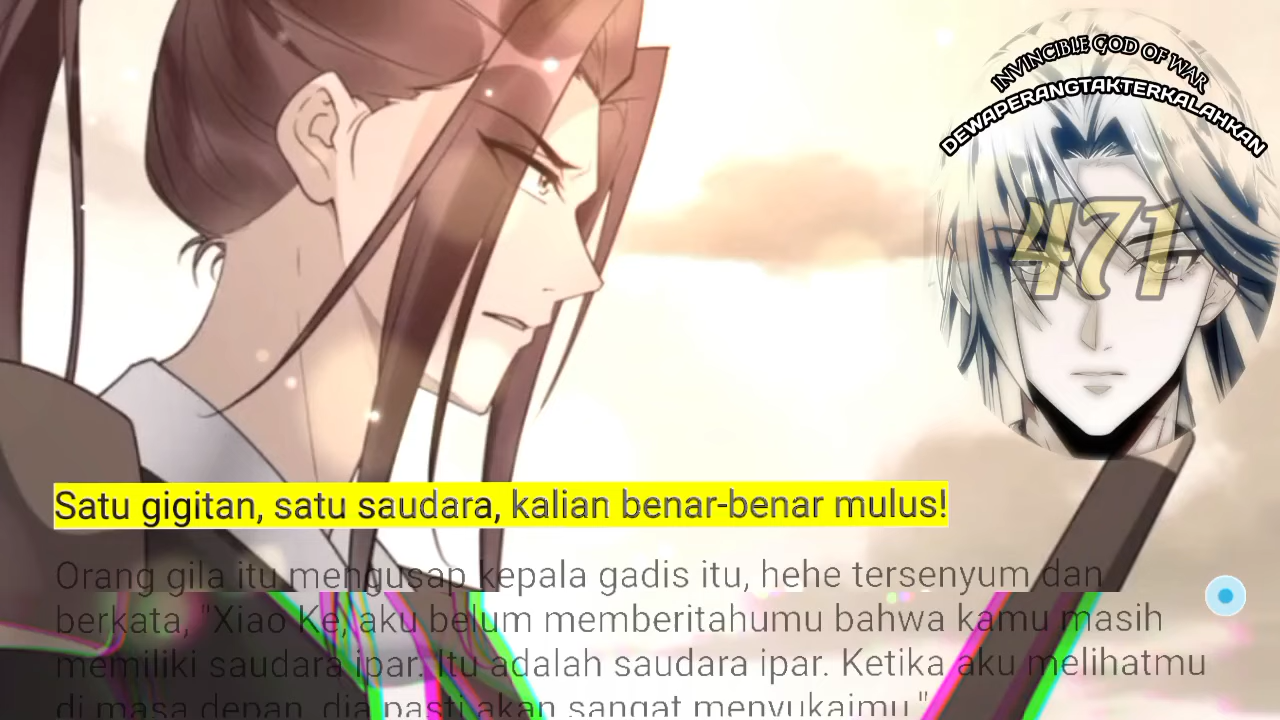 INVINCIBLE GOD OF WAR
DEWAPERANGTAKTERKALAHKAN
471
Satu gigitan, satu saudara, kalian benar-benar mulus!
Orang gila itu mengusap kepala gadis itu, hehe tersenyum dan
berkata, "Xiao Ke, aku belum memberitahumu bahwa kamu masih
memiliki saudara ipar. Itu adalah saudara ipar. Ketika aku melihatmu
di masa depan, dia pasti akan sangat menyukaimu."